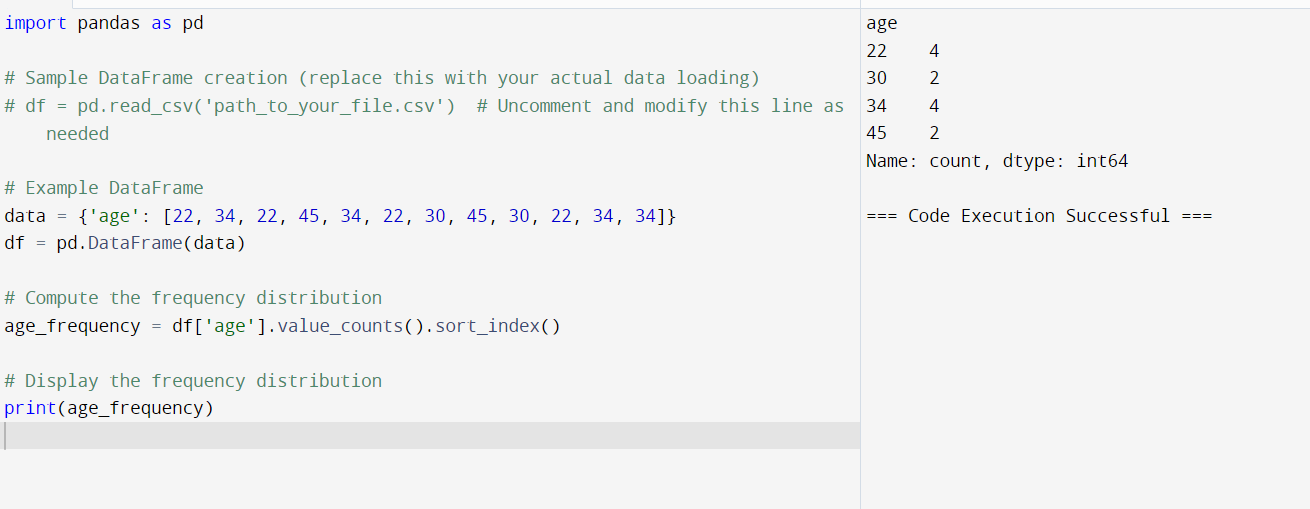 import pandas as pd
# Sample DataFrame creation (replace this with your actual data loading)
# df = pd.read_csv('path_to_your_file.csv')  # Uncomment and modify this line as
    needed
# Example DataFrame
data = {'age': [22, 34, 22, 45, 34, 22, 30, 45, 30, 22, 34, 34]}
df = pd.DataFrame(data)
# Compute the frequency distribution
age_frequency = df['age'].value_counts().sort_index()
# Display the frequency distribution
print(age_frequency)
age
22    4
30    2
34    4
45    2
Name: count, dtype: int64
=== Code Execution Successful ===